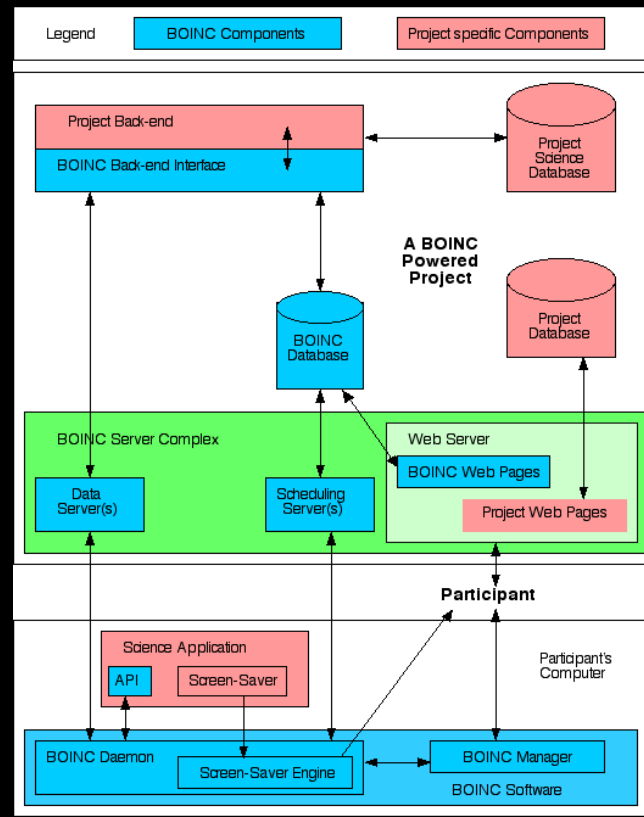 Legend
BOINC Components
Project specific Components
Project Back-end
BOINC Back-end Interface
Project
Science
Database
A BOINC
Powered
Project
Project
Database
BOINC
Database
BOINC Server Complex
Web Server
BOINC Web Pages
Data
Server(s)
Scheduling
Server(s)
Project Web Pages
Participant
Science Application
API
Screen-Saver
Participant's
Computer
BOINC Daemon
Screen-Saver Engine
BOINC Manager
BOINC Software